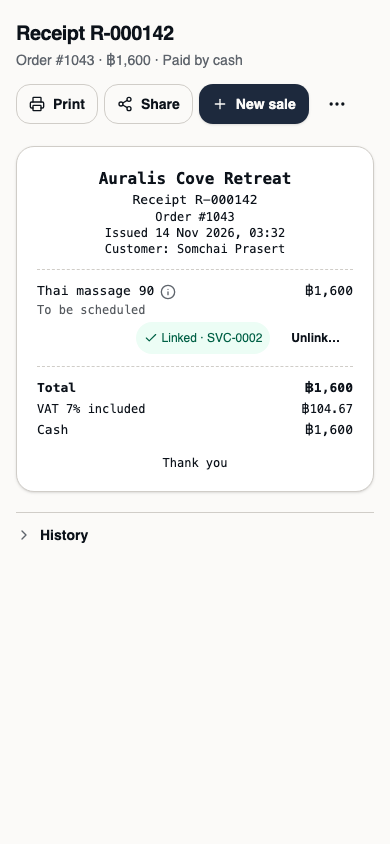 Receipt R-000142
Order #1043 · ฿1,600 · Paid by cash
Print
Share
New sale
Auralis Cove Retreat
Receipt R-000142
Order #1043
Issued 14 Nov 2026, 03:32
Customer: Somchai Prasert
Thai massage 90 ฿1,600
To be scheduled
Linked · SVC-0002 Unlink...
Total ฿1,600
VAT 7% included ฿104.67
Cash ฿1,600
Thank you
History